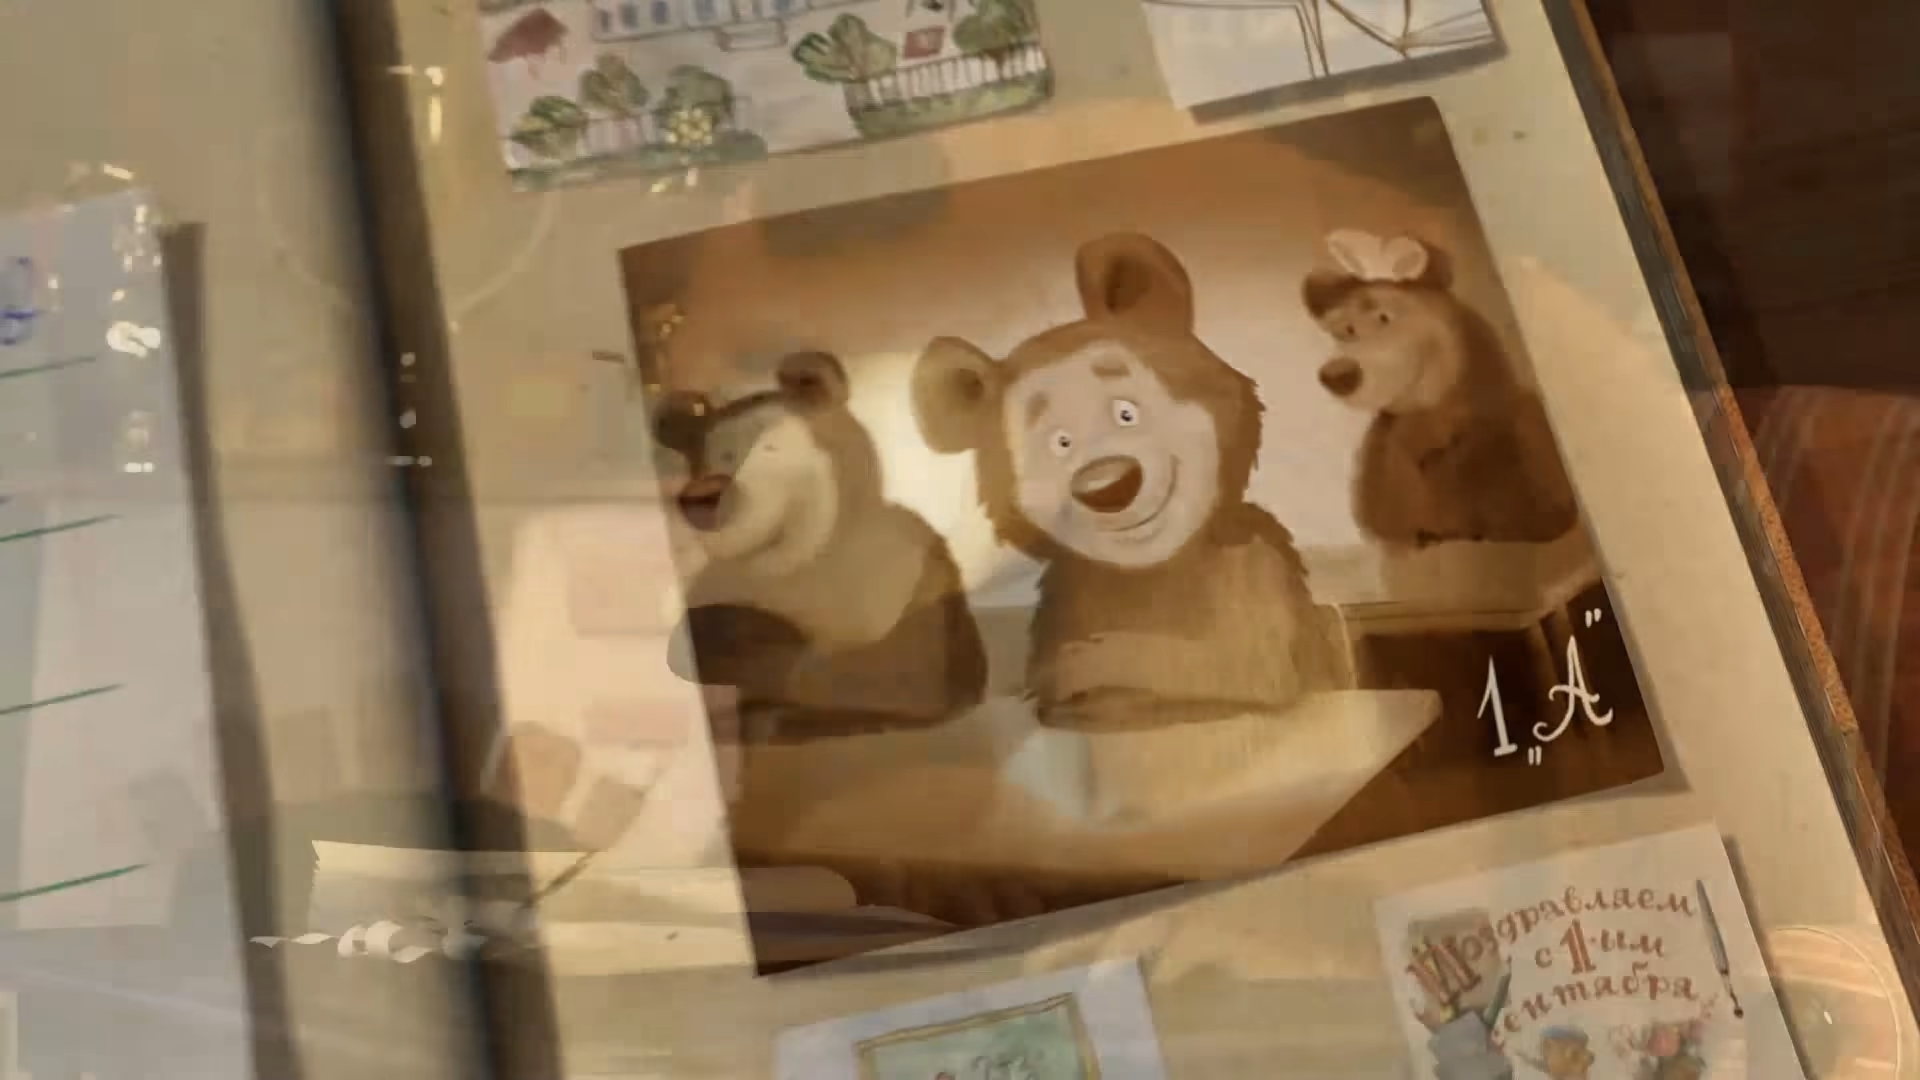 1 „А"
Поздравляем
с 1-ым
сентября